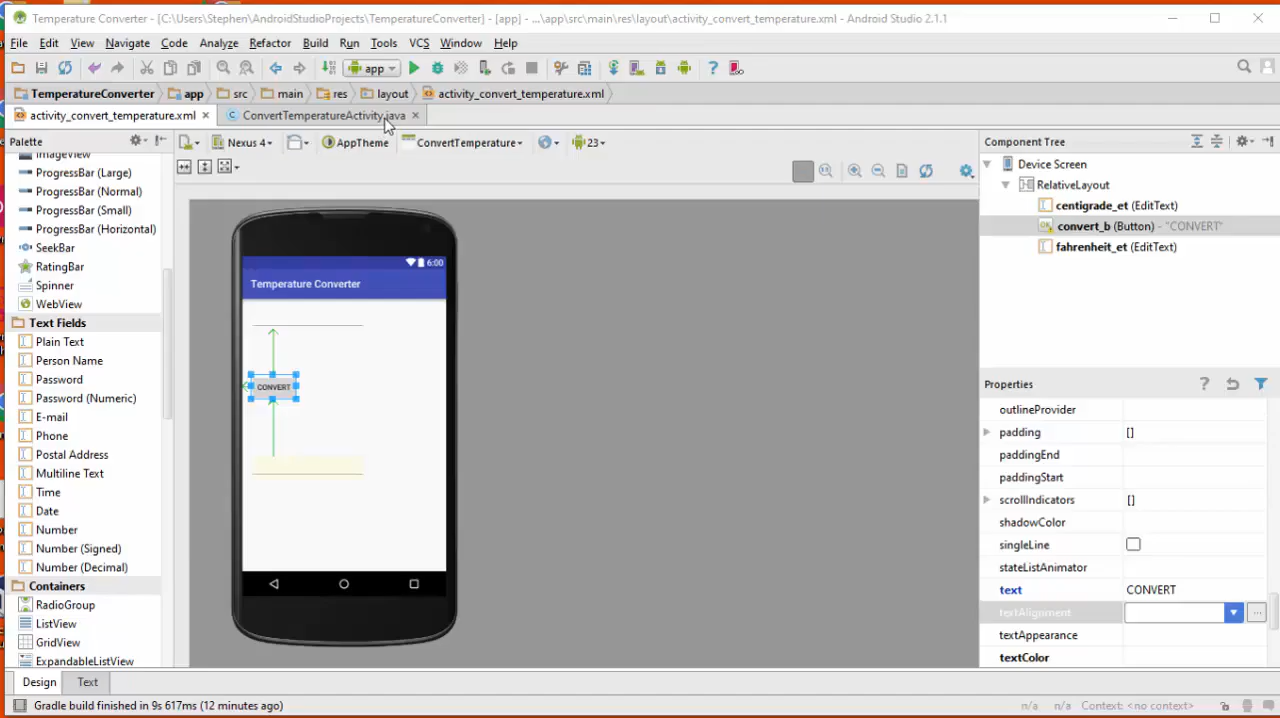 Temperature Converter - [C:\Users\Stephen\AndroidStudioProjects\TemperatureConverter] - [app] - ...\app\src\main\res\layout\activity_convert_temperature.xml - Android Studio 2.1.1
File Edit View Navigate Code Analyze Refactor Build Run Tools VCS Window Help
app
TemperatureConverter app src main res layout activity_convert_temperature.xml
activity_convert_temperature.xml ConvertTemperatureActivity.java
Palette
Nexus 4 AppTheme ConvertTemperature 23
Component Tree
ImageView
ProgressBar (Large)
ProgressBar (Normal)
ProgressBar (Small)
ProgressBar (Horizontal)
SeekBar
RatingBar
Spinner
WebView
Text Fields
Plain Text
Person Name
Password
Password (Numeric)
E-mail
Phone
Postal Address
Multiline Text
Time
Date
Number
Number (Signed)
Number (Decimal)
Containers
RadioGroup
ListView
GridView
ExpandableListView
6:00
Temperature Converter
CONVERT
Device Screen
RelativeLayout
centigrade_et (EditText)
convert_b (Button) - "CONVERT"
fahrenheit_et (EditText)
Properties
outlineProvider
padding []
paddingEnd
paddingStart
scrollIndicators []
shadowColor
singleLine
stateListAnimator
text CONVERT
textAlignment
textAppearance
textColor
Design Text
Gradle build finished in 9s 617ms (12 minutes ago)
n/a n/a Context: <no context>